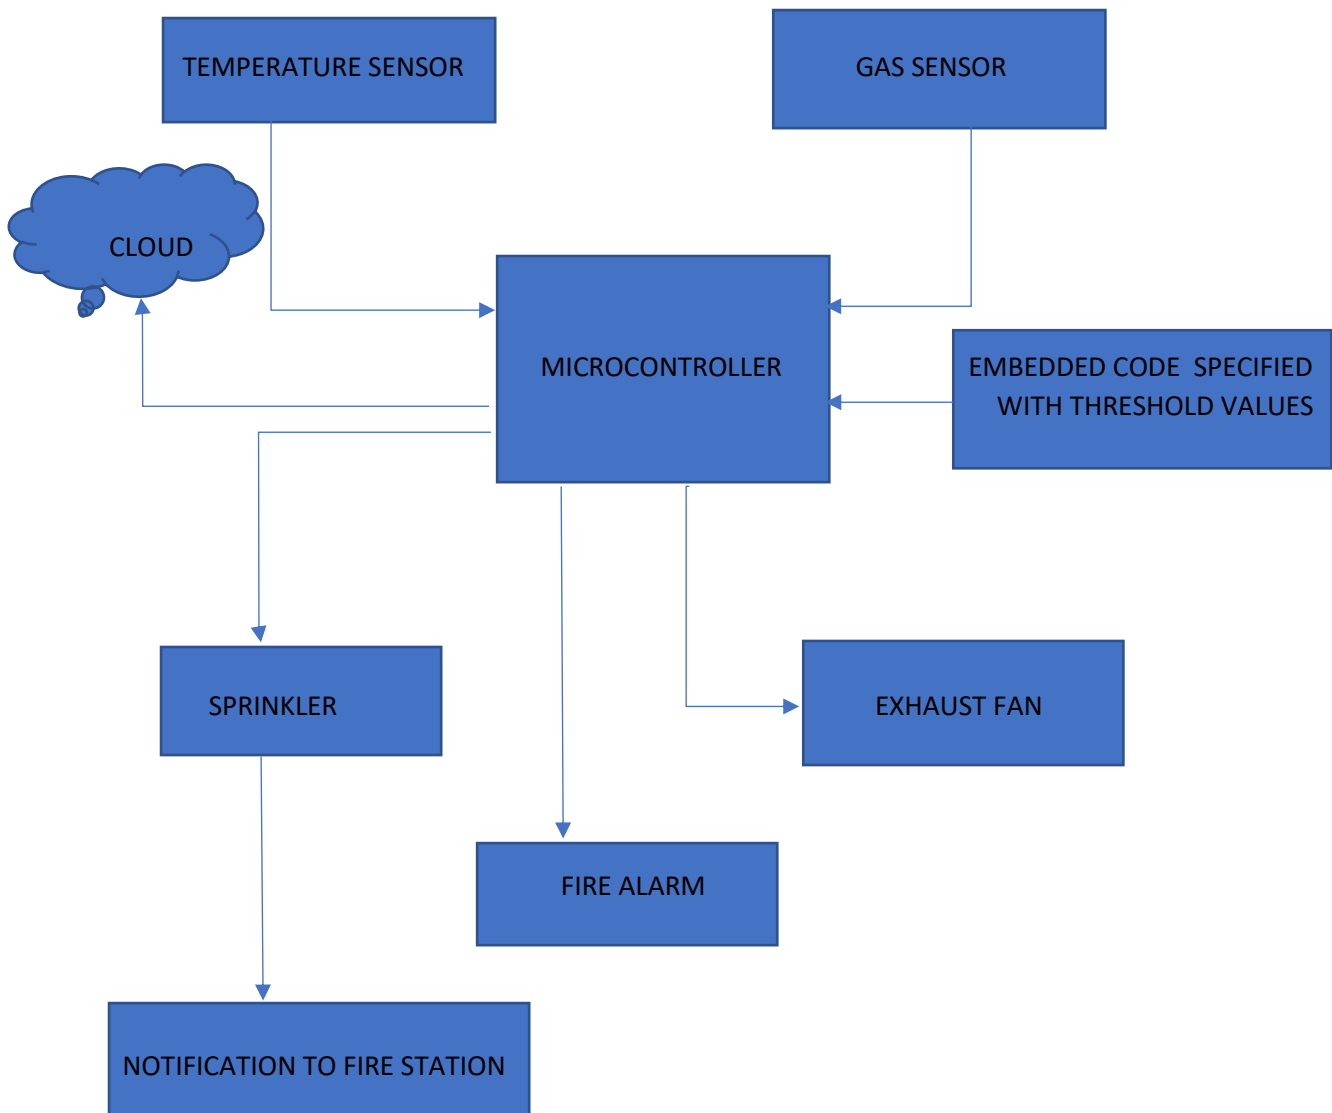 TEMPERATURE SENSOR
GAS SENSOR
CLOUD
MICROCONTROLLER
EMBEDDED CODE  SPECIFIED
WITH THRESHOLD VALUES
SPRINKLER
EXHAUST FAN
FIRE ALARM
NOTIFICATION TO FIRE STATION